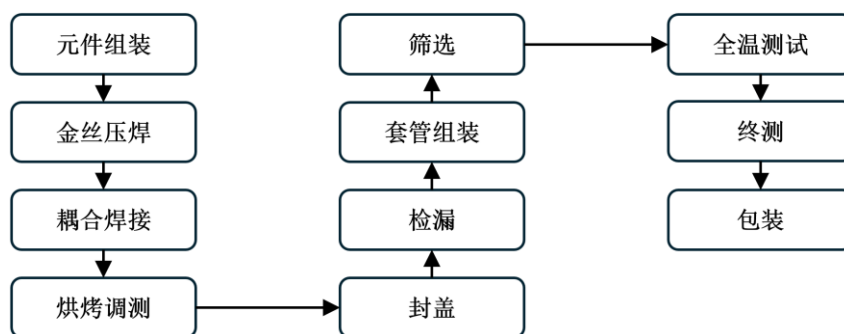 元件组装
金丝压焊
耦合焊接
烘烤调测
封盖
检漏
套管组装
筛选
全温测试
终测
包装